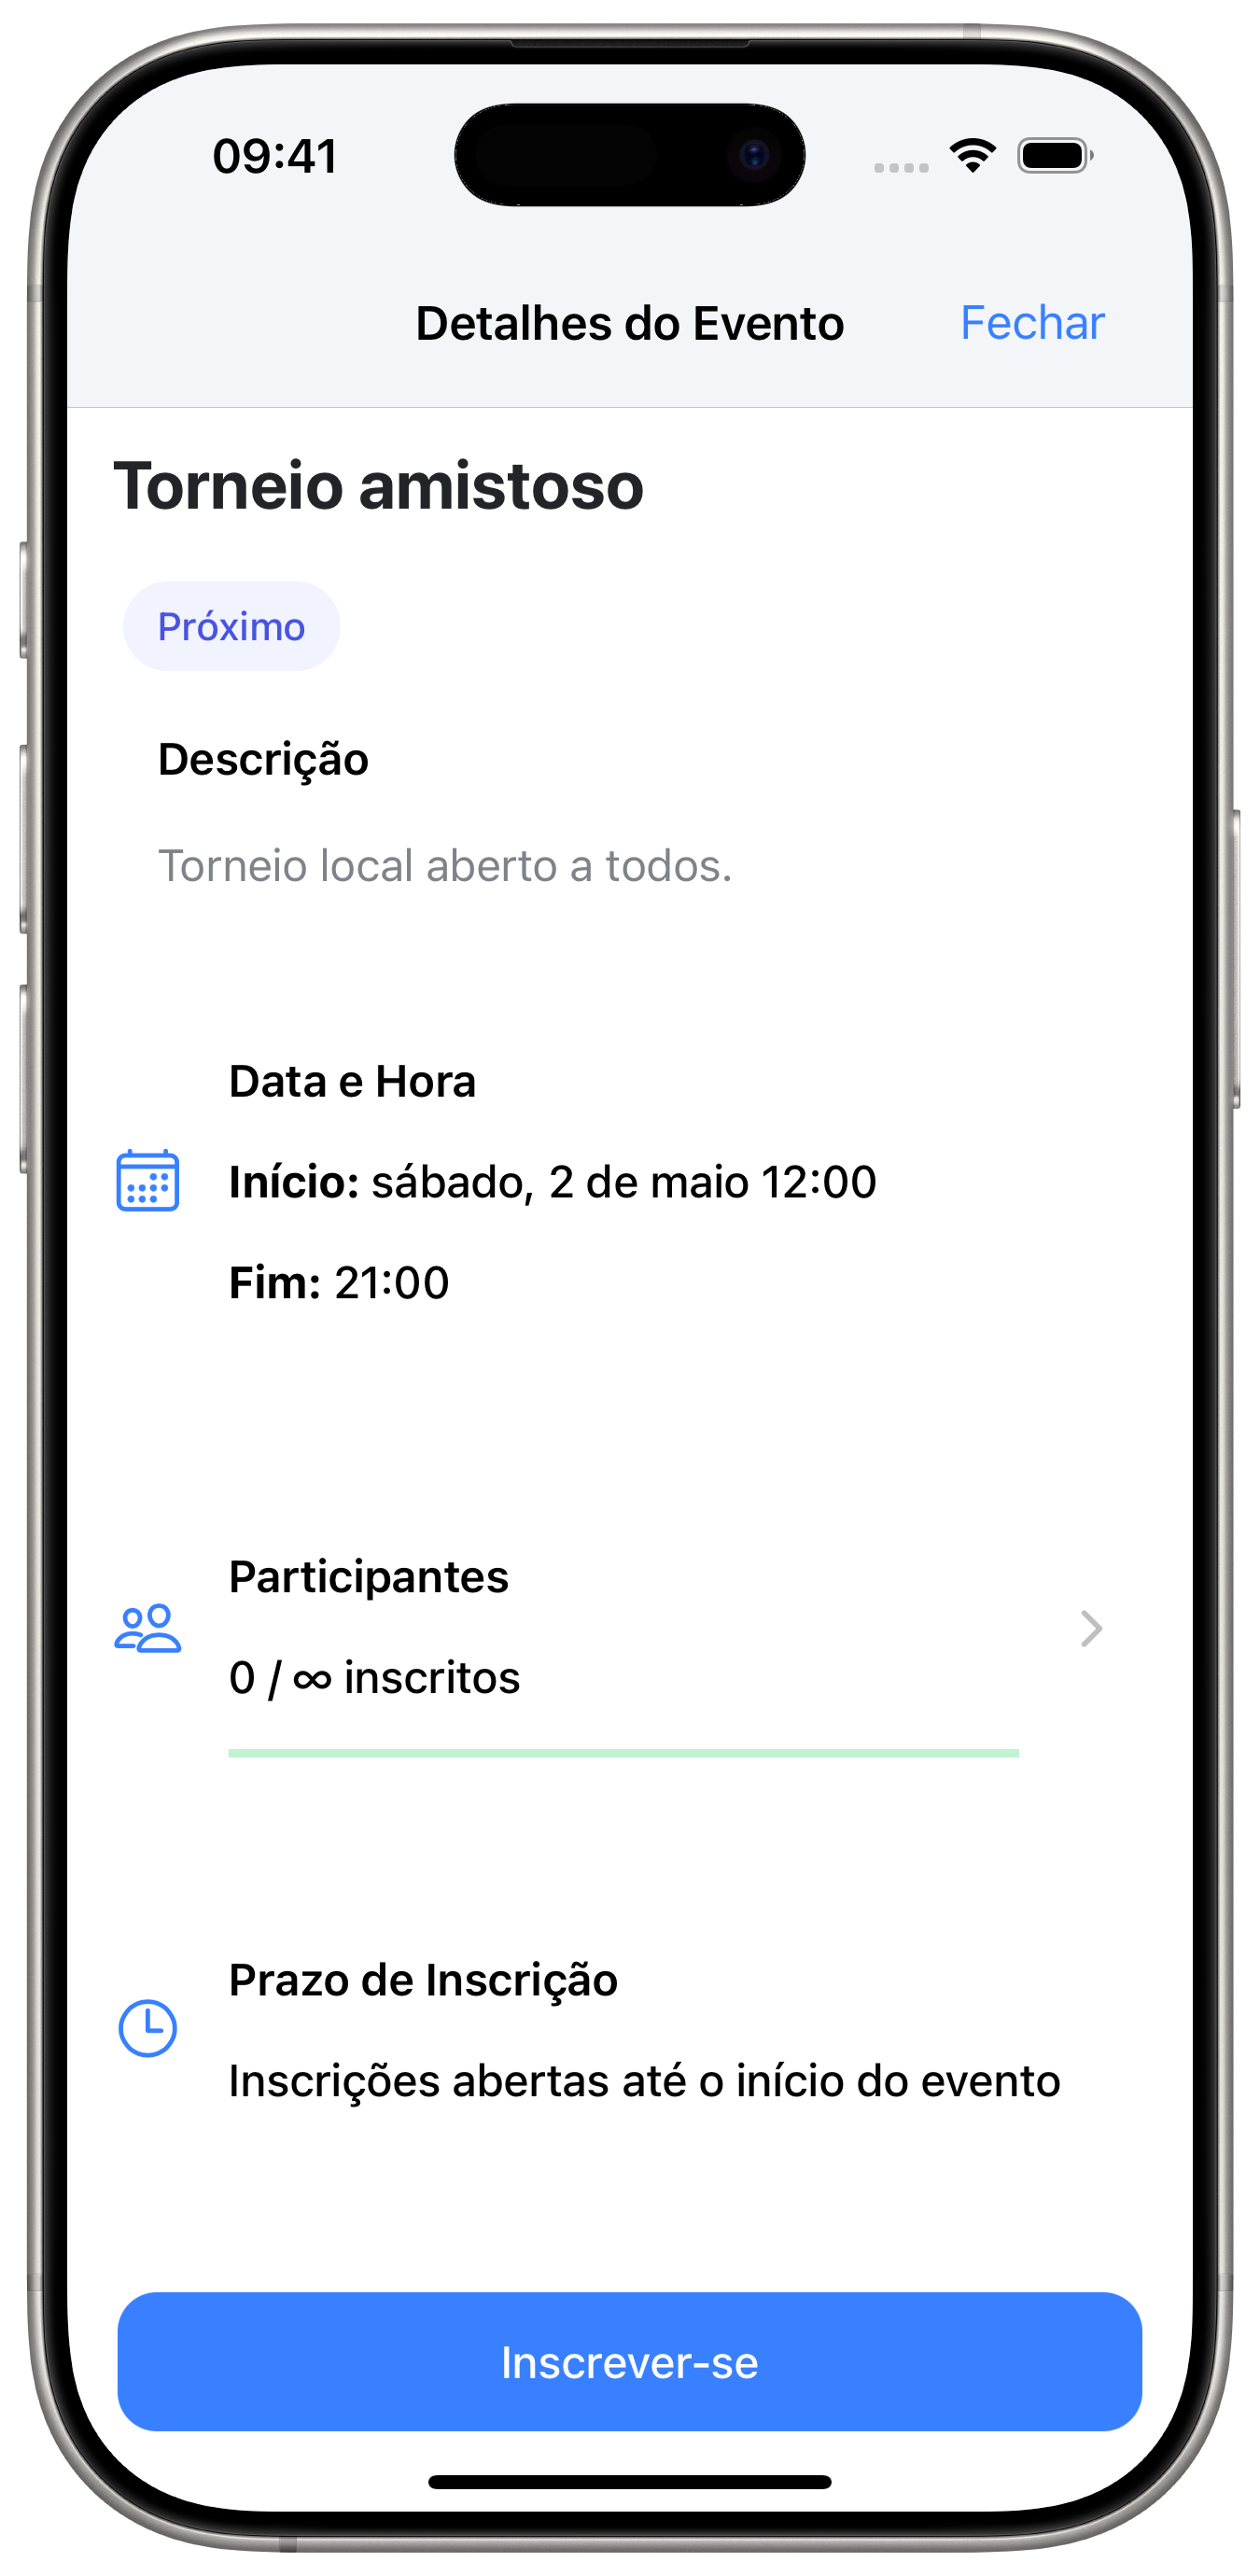 09:41
Detalhes do Evento
Fechar
Torneio amistoso
Próximo
Descrição
Torneio local aberto a todos.
Data e Hora
Início: sábado, 2 de maio 12:00
Fim: 21:00
Participantes
0 / ∞ inscritos
Prazo de Inscrição
Inscrições abertas até o início do evento
Inscrever-se